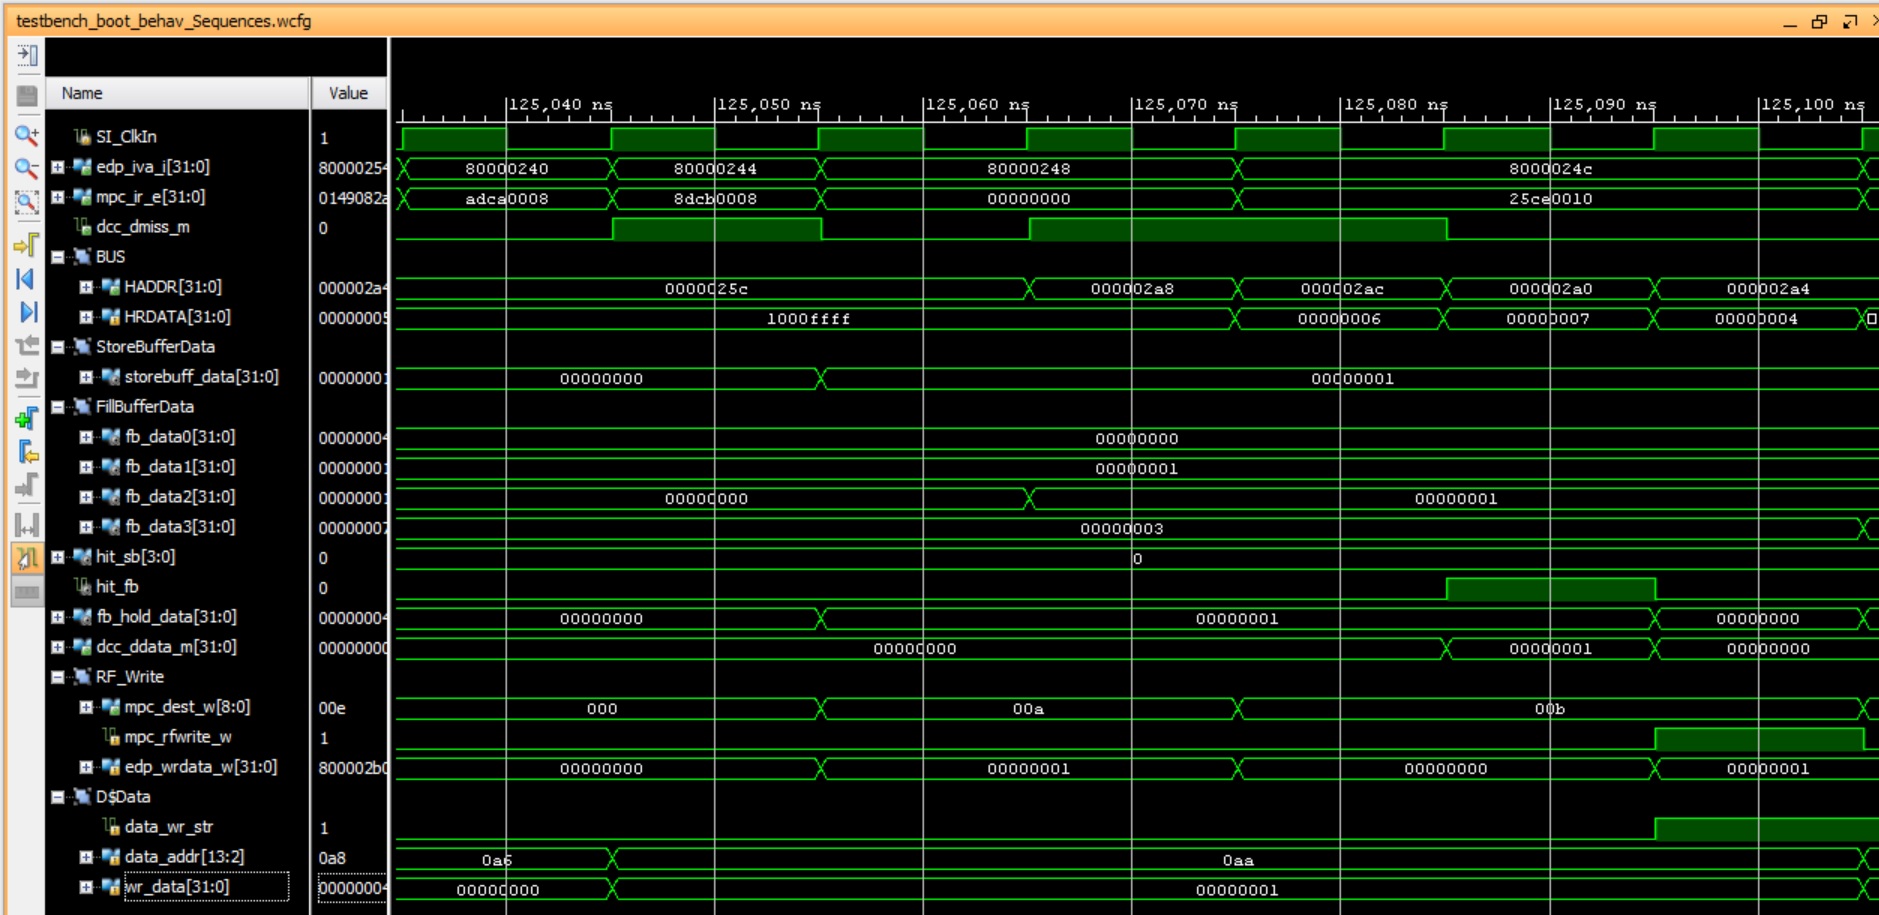 testbench_boot_behav_Sequences.wcfg
Name Value
125,040 ns 125,050 ns 125,060 ns 125,070 ns 125,080 ns 125,090 ns 125,100 ns
SI_ClkIn 1
edp_iva_i[31:0] 80000254 80000240 80000244 80000248 8000024c
mpc_ir_e[31:0] 0149082a adca0008 8dcb0008 00000000 25ce0010
dcc_dmiss_m 0
BUS
HADDR[31:0] 000002a4 0000025c 000002a8 000002ac 000002a0 000002a4
HRDATA[31:0] 00000005 1000ffff 00000006 00000007 00000004
StoreBufferData
storebuff_data[31:0] 00000001 00000000 00000001
FillBufferData
fb_data0[31:0] 00000004 00000000
fb_data1[31:0] 00000001 00000001
fb_data2[31:0] 00000001 00000000 00000001
fb_data3[31:0] 00000007 00000003
hit_sb[3:0] 0 0
hit_fb 0
fb_hold_data[31:0] 00000004 00000000 00000001 00000000
dcc_ddata_m[31:0] 00000000 00000000 00000001 00000000
RF_Write
mpc_dest_w[8:0] 00e 000 00a 00b
mpc_rfwrite_w 1
edp_wrdata_w[31:0] 800002b0 00000000 00000001 00000000 00000001
D$Data
data_wr_str 1
data_addr[13:2] 0a8 0a6 0aa
wr_data[31:0] 00000004 00000000 00000001